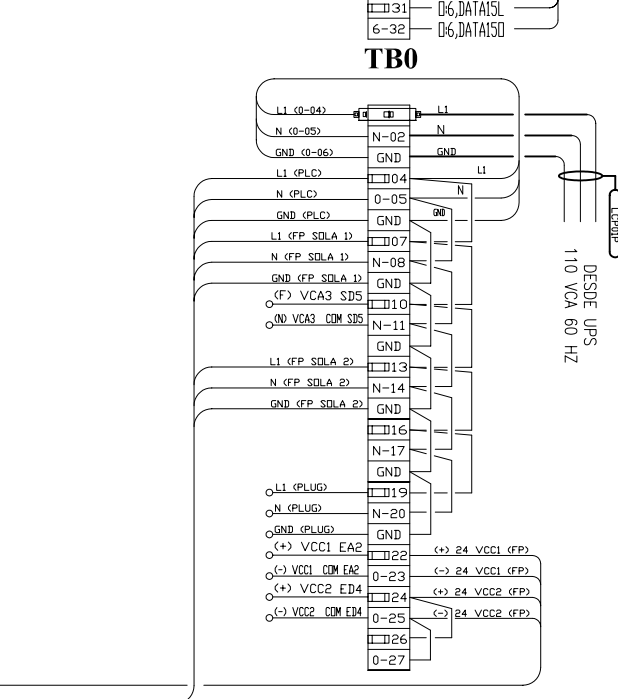 31 □:6,DATA15L
6-32 □:6,DATA15□
TB0
L1 (0-04) L1
N (0-05) N-02 N
GND (0-06) GND GND
L1 (PLC) 04 L1
N (PLC) 0-05 N
GND (PLC) GND GND
L1 (FP SOLA 1) 07
N (FP SOLA 1) N-08
GND (FP SOLA 1) GND
(F) VCA3 SD5 10
(N) VCA3 COM SD5 N-11
GND
L1 (FP SOLA 2) 13
N (FP SOLA 2) N-14
GND (FP SOLA 2) GND
16
N-17
GND
L1 (PLUG) 19
N (PLUG) N-20
GND (PLUG) GND
(+) VCC1 EA2 22 (+) 24 VCC1 (FP)
(-) VCC1 COM EA2 0-23 (-) 24 VCC1 (FP)
(+) VCC2 ED4 24 (+) 24 VCC2 (FP)
(-) VCC2 COM ED4 0-25 (-) 24 VCC2 (FP)
26
0-27
DESDE UPS
110 VCA 60 HZ